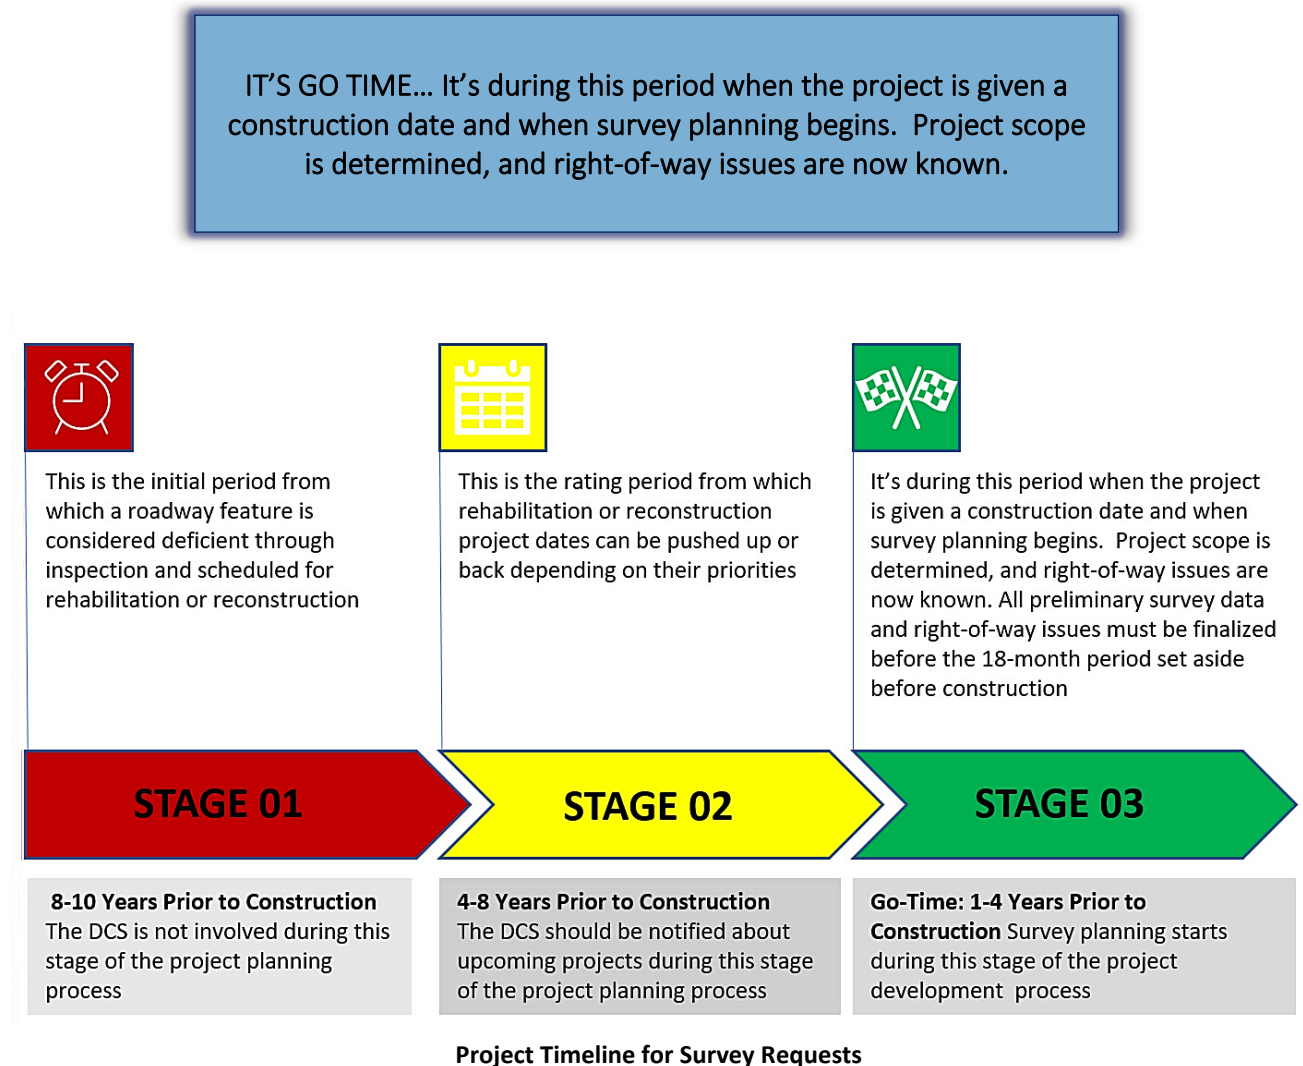 IT’S GO TIME… It’s during this period when the project is given a
construction date and when survey planning begins.  Project scope
is determined, and right-of-way issues are now known.
This is the initial period from
which a roadway feature is
considered deficient through
inspection and scheduled for
rehabilitation or reconstruction
This is the rating period from which
rehabilitation or reconstruction
project dates can be pushed up or
back depending on their priorities
It’s during this period when the project
is given a construction date and when
survey planning begins.  Project scope is
determined, and right-of-way issues are
now known. All preliminary survey data
and right-of-way issues must be finalized
before the 18-month period set aside
before construction
STAGE 01
STAGE 02
STAGE 03
8-10 Years Prior to Construction
The DCS is not involved during this
stage of the project planning
process
4-8 Years Prior to Construction
The DCS should be notified about
upcoming projects during this stage
of the project planning process
Go-Time: 1-4 Years Prior to
Construction Survey planning starts
during this stage of the project
development  process
Project Timeline for Survey Requests